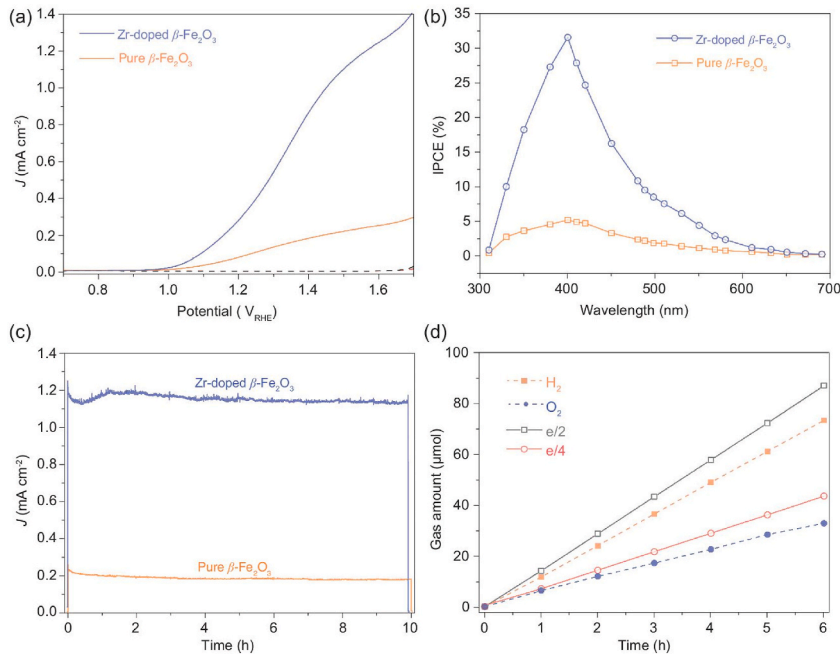 (a)
1.4
1.2
1.0
0.8
0.6
0.4
0.2
0.0
J (mA cm⁻²)
Zr-doped β-Fe₂O₃
Pure β-Fe₂O₃
0.8
1.0
1.2
1.4
1.6
Potential ( V_RHE)
(b)
35
30
25
20
15
10
5
0
IPCE (%)
Zr-doped β-Fe₂O₃
Pure β-Fe₂O₃
300
400
500
600
700
Wavelength (nm)
(c)
1.4
1.2
1.0
0.8
0.6
0.4
0.2
0.0
J (mA cm⁻²)
Zr-doped β-Fe₂O₃
Pure β-Fe₂O₃
0
2
4
6
8
10
Time (h)
(d)
100
80
60
40
20
0
Gas amount (μmol)
H₂
O₂
e/2
e/4
0
1
2
3
4
5
6
Time (h)